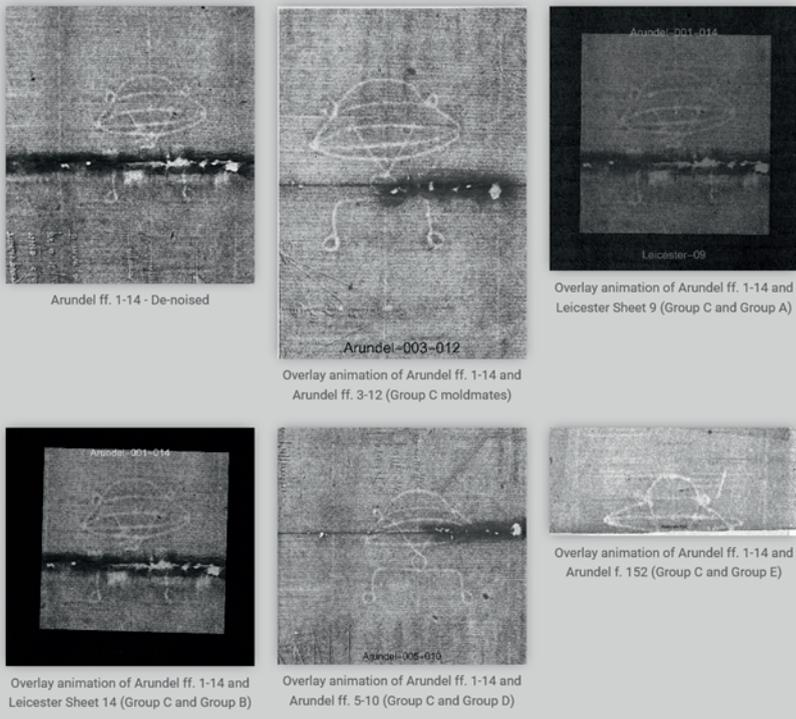 Arundel-001-014
Leicester-09
Arundel ff. 1-14 - De-noised
Arundel-003-012
Overlay animation of Arundel ff. 1-14 and
Arundel ff. 3-12 (Group C moldmates)
Overlay animation of Arundel ff. 1-14 and
Leicester Sheet 9 (Group C and Group A)
Arundel-001-014
Overlay animation of Arundel ff. 1-14 and
Leicester Sheet 14 (Group C and Group B)
Arundel-005-010
Overlay animation of Arundel ff. 1-14 and
Arundel ff. 5-10 (Group C and Group D)
Overlay animation of Arundel ff. 1-14 and
Arundel f. 152 (Group C and Group E)